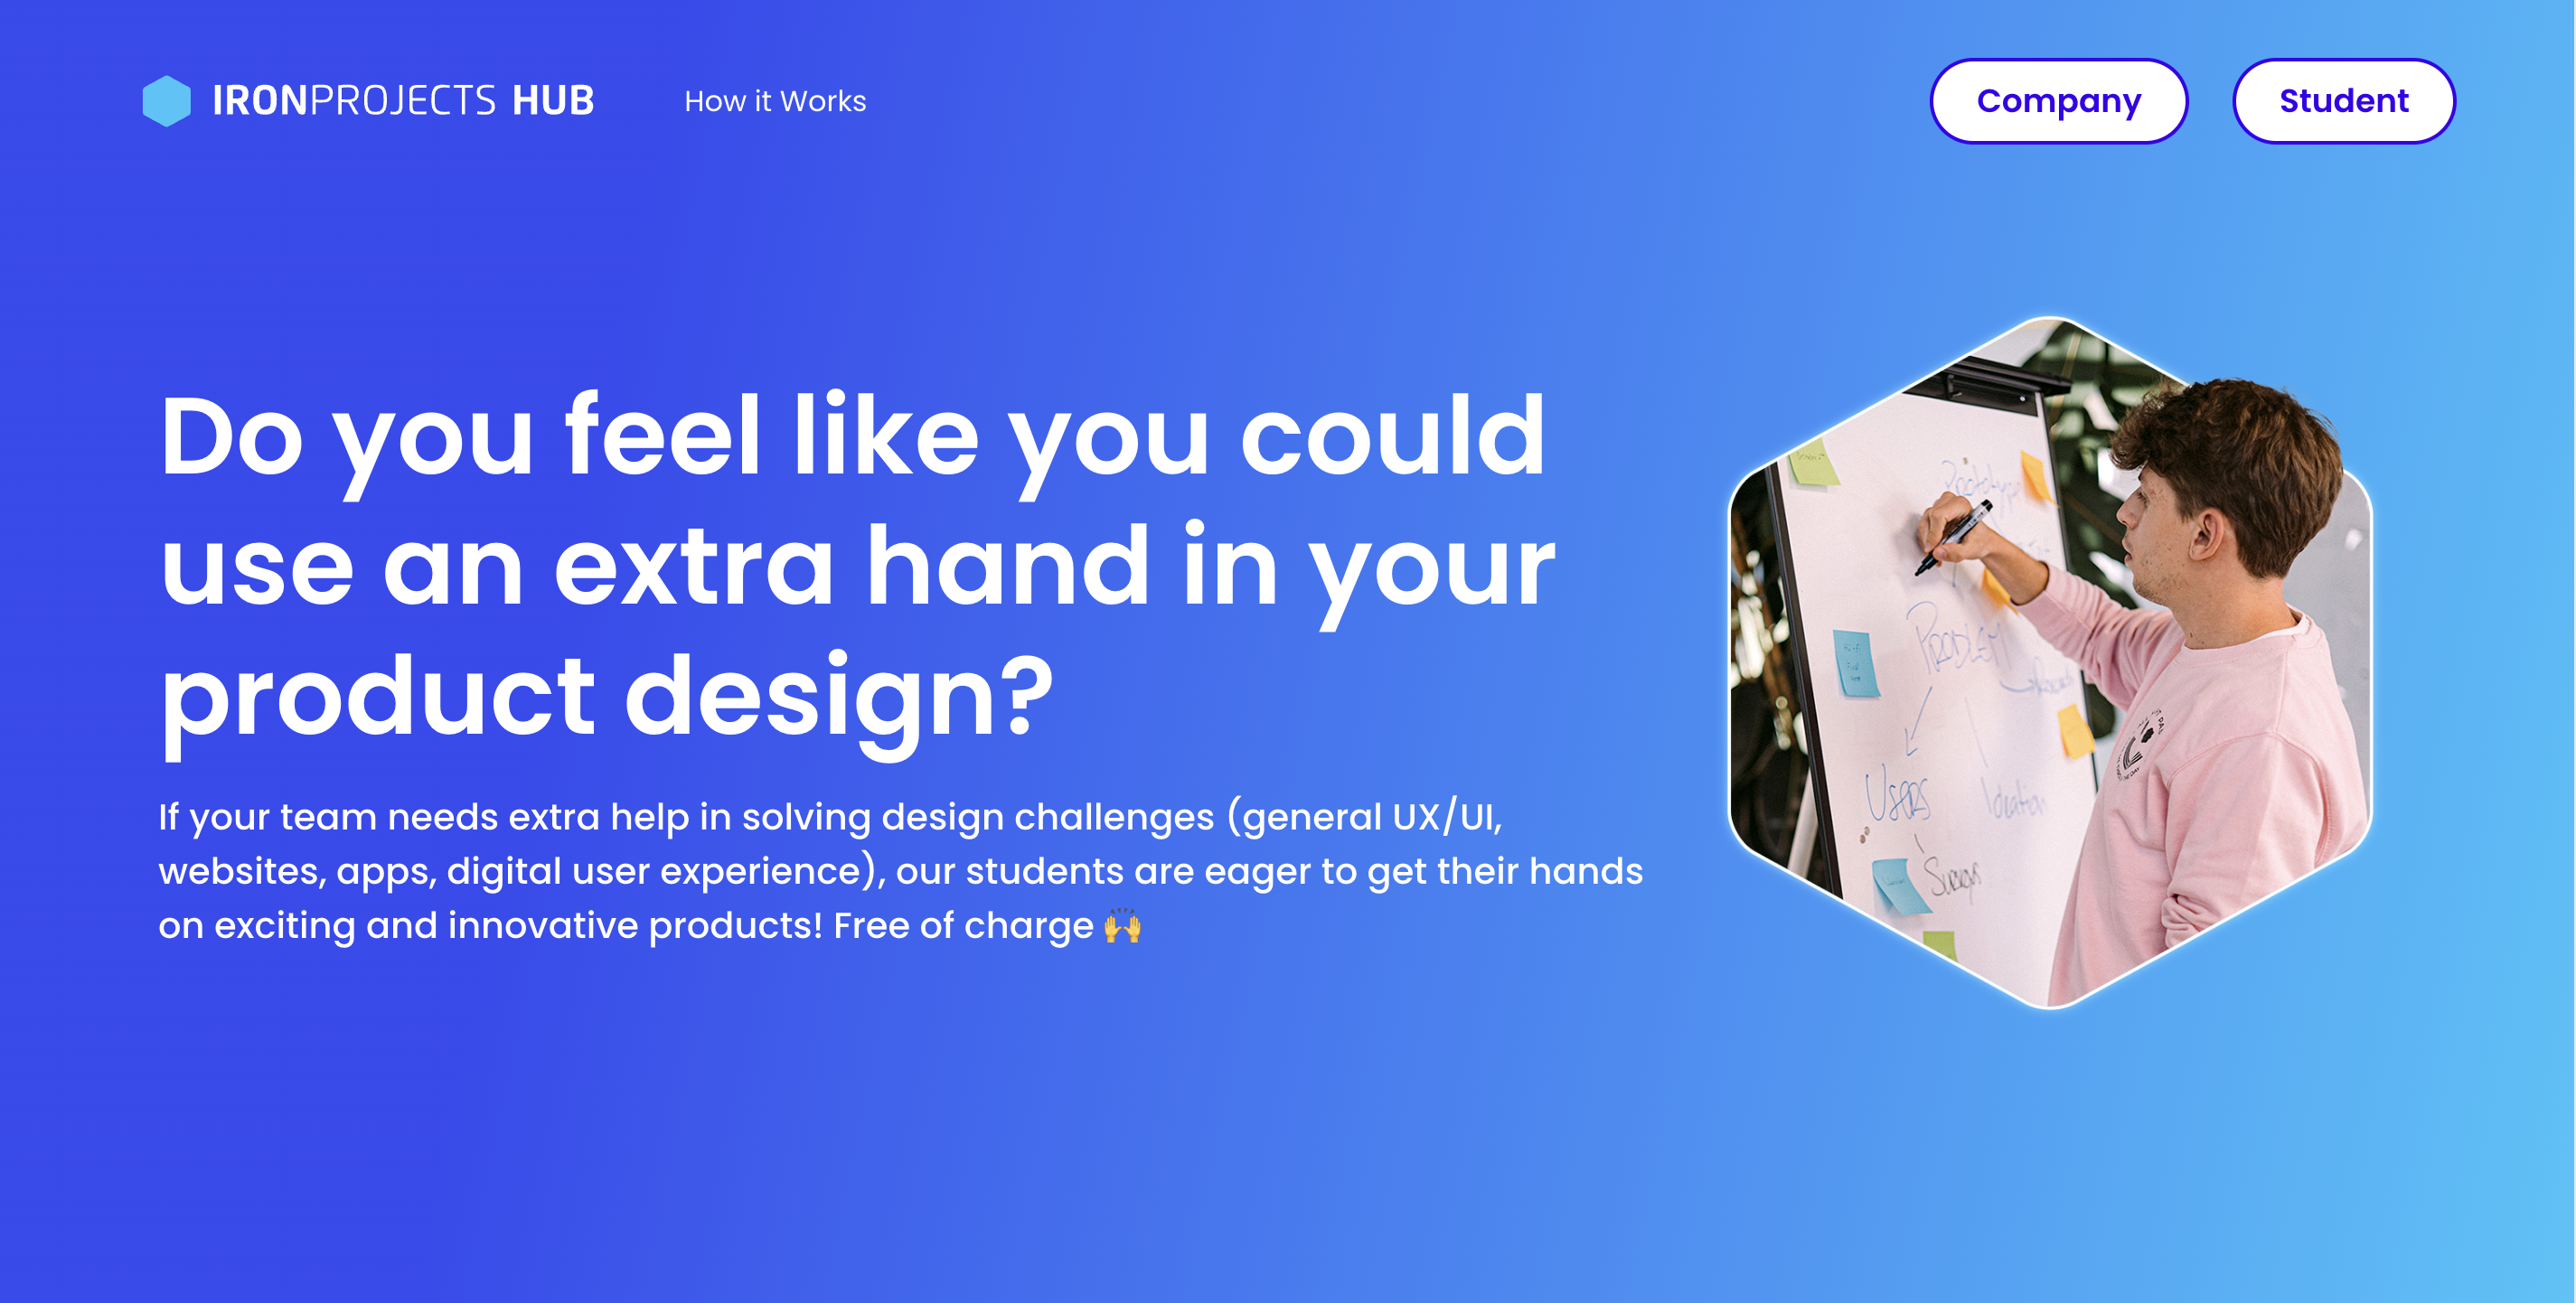 IRONPROJECTS HUB
How it Works
Company
Student
Do you feel like you could
use an extra hand in your
product design?
If your team needs extra help in solving design challenges (general UX/UI,
websites, apps, digital user experience), our students are eager to get their hands
on exciting and innovative products! Free of charge 🙌
Prototype
PROBLEM
USERS
Ideation